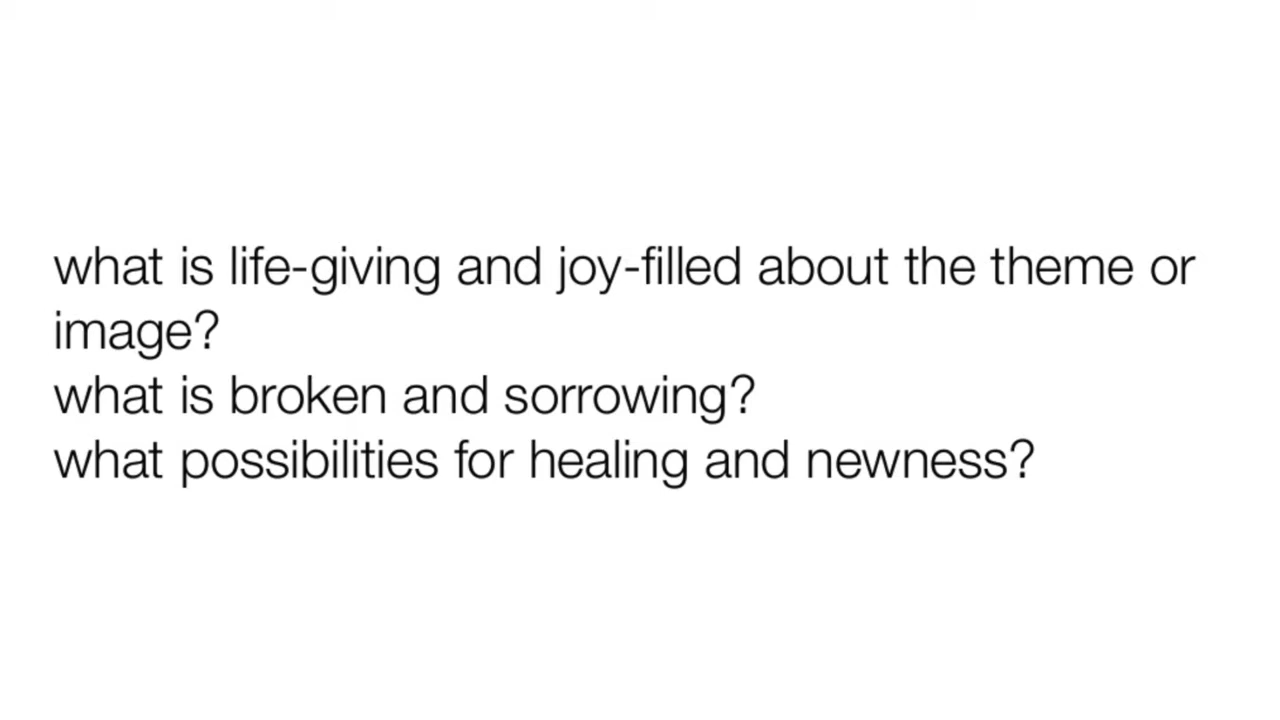 what is life-giving and joy-filled about the theme or
image?
what is broken and sorrowing?
what possibilities for healing and newness?